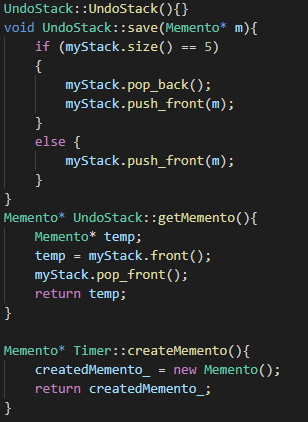 UndoStack::UndoStack(){}
void UndoStack::save(Memento* m){
    if (myStack.size() == 5)
    {
        myStack.pop_back();
        myStack.push_front(m);
    }
    else {
        myStack.push_front(m);
    }
}
Memento* UndoStack::getMemento(){
    Memento* temp;
    temp = myStack.front();
    myStack.pop_front();
    return temp;
}

Memento* Timer::createMemento(){
    createdMemento_ = new Memento();
    return createdMemento_;
}